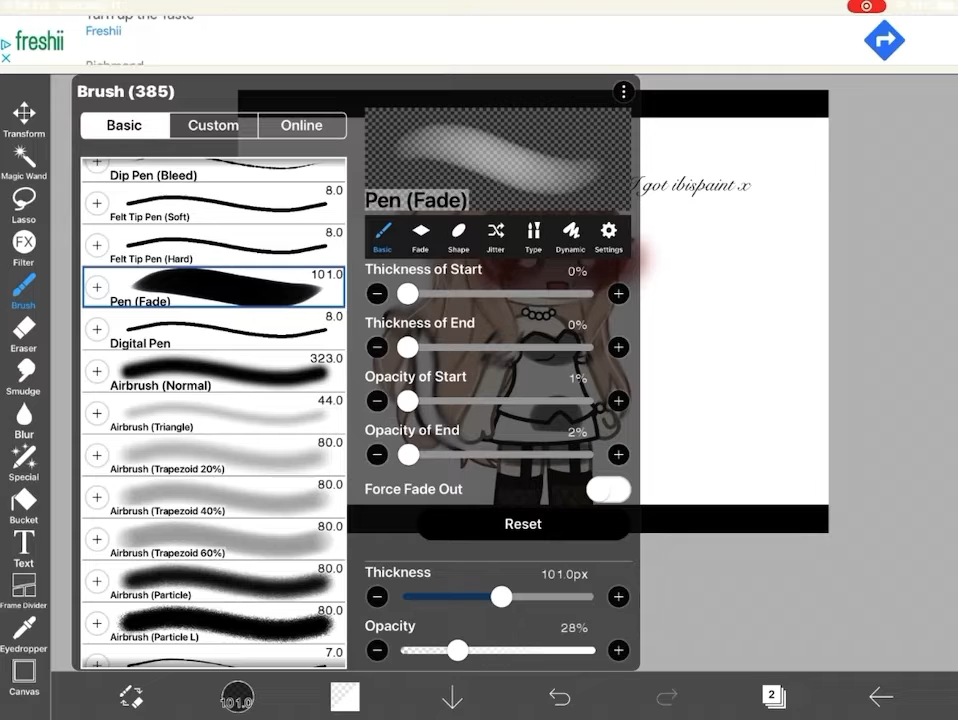 Turn up the Taste
Freshii
freshii
Richmond
Brush (385)
Basic
Custom
Online
Dip Pen (Bleed)
8.0
Felt Tip Pen (Soft)
8.0
Felt Tip Pen (Hard)
101.0
Pen (Fade)
8.0
Digital Pen
323.0
Airbrush (Normal)
44.0
Airbrush (Triangle)
80.0
Airbrush (Trapezoid 20%)
80.0
Airbrush (Trapezoid 40%)
80.0
Airbrush (Trapezoid 60%)
80.0
Airbrush (Particle)
80.0
Airbrush (Particle L)
7.0
Pen (Fade)
Basic
Fade
Shape
Jitter
Type
Dynamic
Settings
Thickness of Start
0%
Thickness of End
0%
Opacity of Start
1%
Opacity of End
2%
Force Fade Out
Reset
Thickness
101.0px
Opacity
28%
I got ibispaint x
Transform
Magic Wand
Lasso
FX
Filter
Brush
Eraser
Smudge
Blur
Special
Bucket
T
Text
Frame Divider
Eyedropper
Canvas
101.0
2